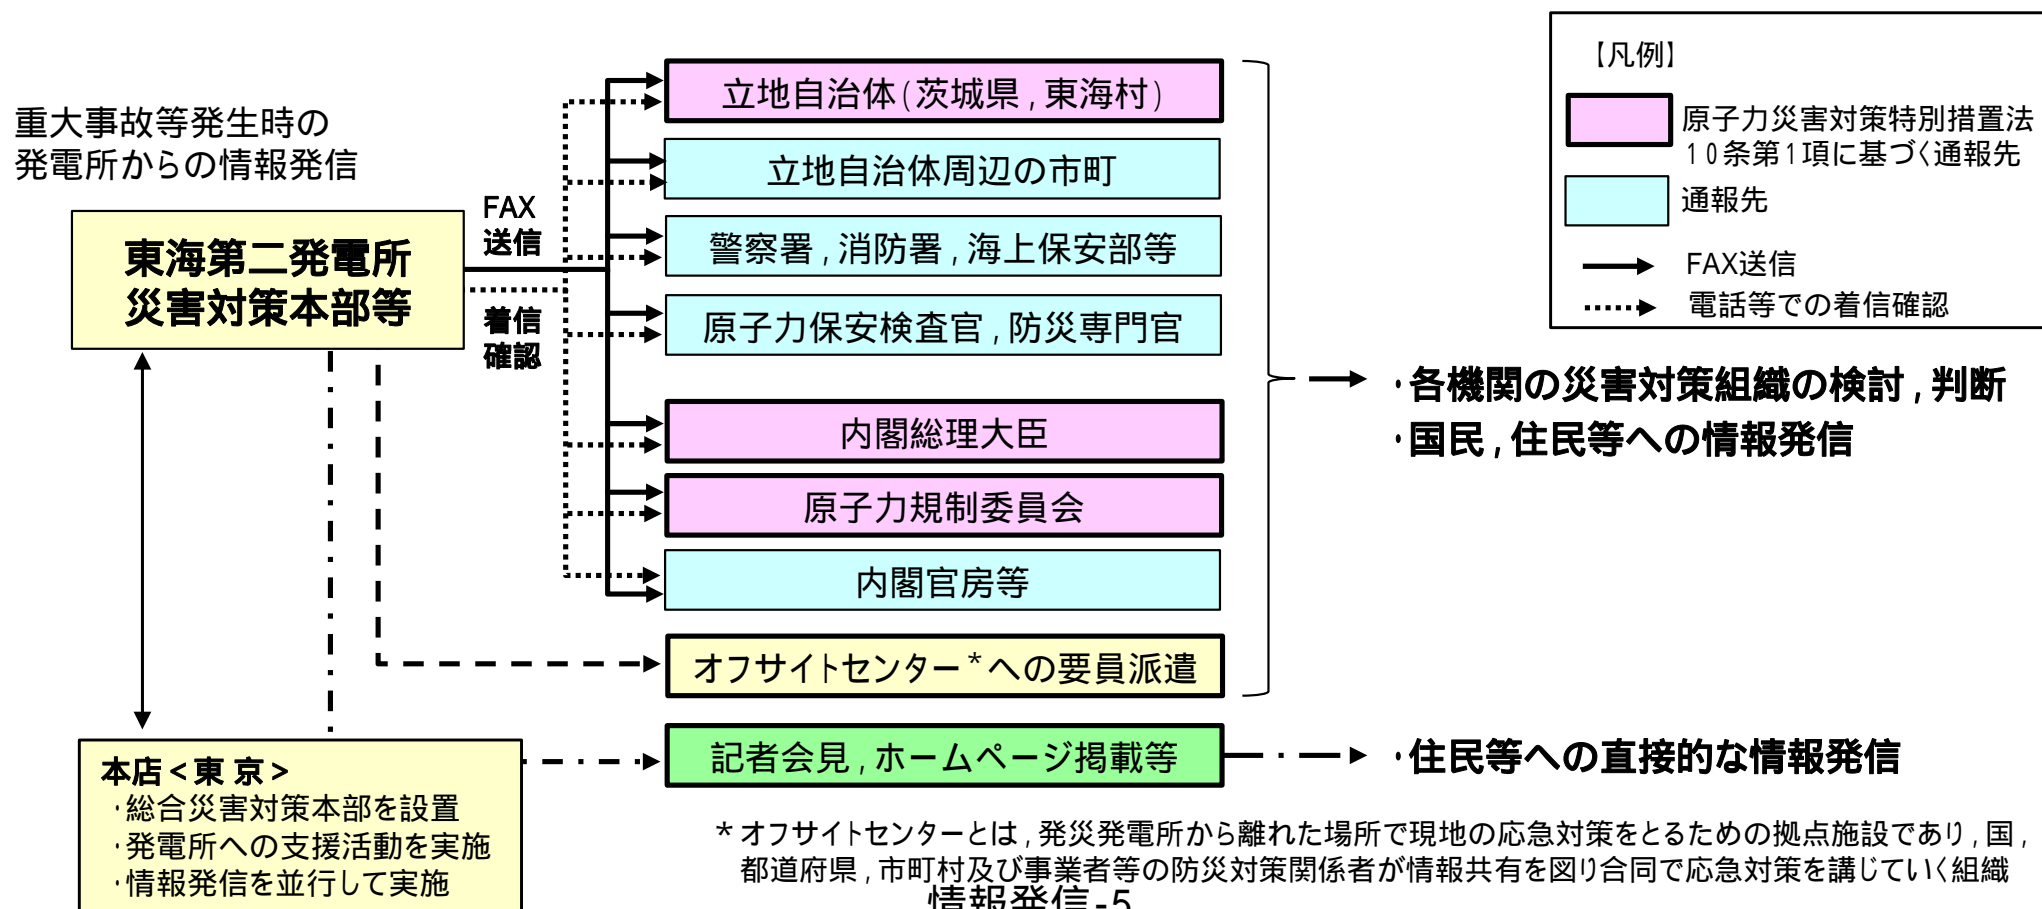 重大事故等発生時の
発電所からの情報発信
東海第二発電所
災害対策本部等
FAX
送信
着信
確認
立地自治体(茨城県,東海村)
立地自治体周辺の市町
警察署,消防署,海上保安部等
原子力保安検査官,防災専門官
内閣総理大臣
原子力規制委員会
内閣官房等
オフサイトセンター*への要員派遣
記者会見,ホームページ掲載等
【凡例】
原子力災害対策特別措置法
10条第1項に基づく通報先
通報先
FAX送信
電話等での着信確認
・各機関の災害対策組織の検討,判断
・国民,住民等への情報発信
・住民等への直接的な情報発信
本店<東京>
・総合災害対策本部を設置
・発電所への支援活動を実施
・情報発信を並行して実施
*オフサイトセンターとは,発災発電所から離れた場所で現地の応急対策をとるための拠点施設であり,国,
都道府県,市町村及び事業者等の防災対策関係者が情報共有を図り合同で応急対策を講じていく組織
情報発信-5